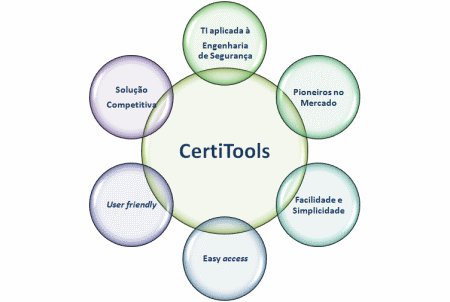 TI aplicada à
Engenharia
de Segurança
Solução
Competitiva
Pioneiros no
Mercado
CertiTools
User friendly
Facilidade e
Simplicidade
Easy access